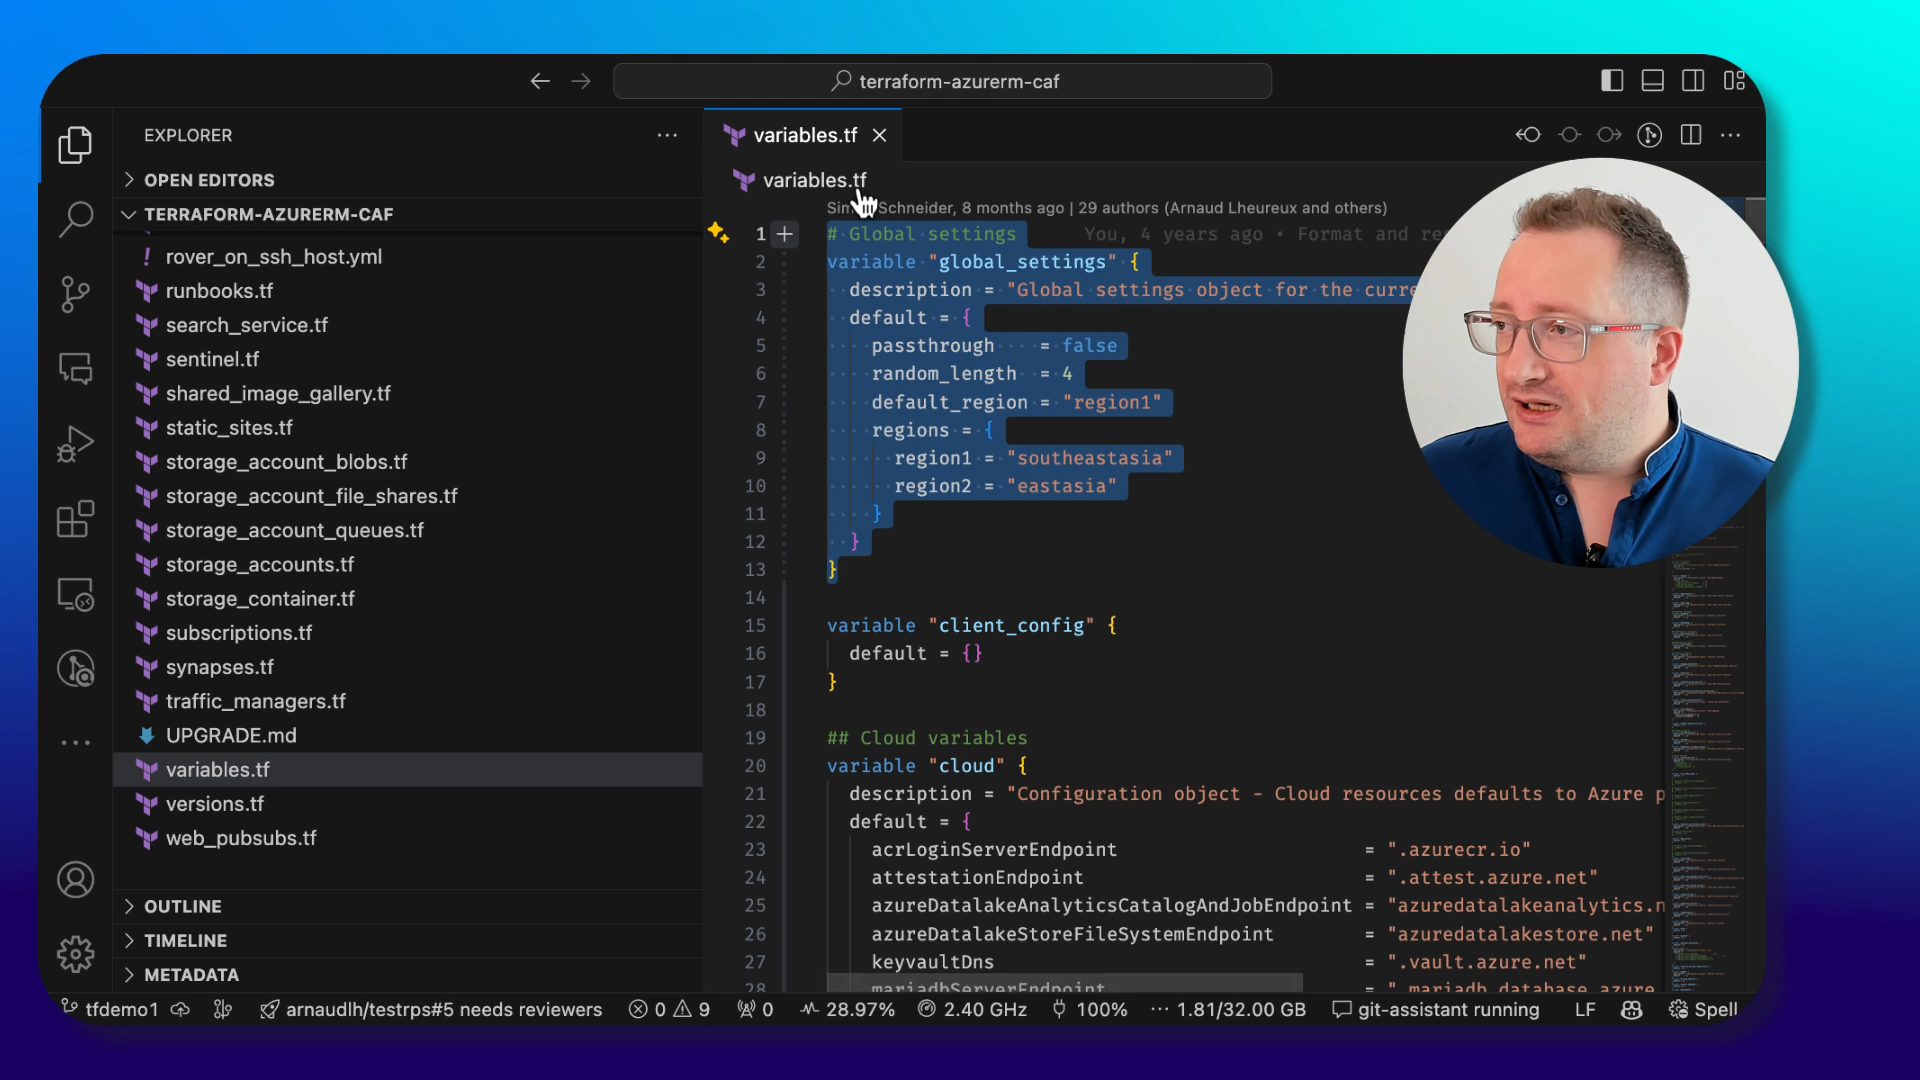 terraform-azurerm-caf
EXPLORER
OPEN EDITORS
TERRAFORM-AZURERM-CAF
rover_on_ssh_host.yml
runbooks.tf
search_service.tf
sentinel.tf
shared_image_gallery.tf
static_sites.tf
storage_account_blobs.tf
storage_account_file_shares.tf
storage_account_queues.tf
storage_accounts.tf
storage_container.tf
subscriptions.tf
synapses.tf
traffic_managers.tf
UPGRADE.md
variables.tf
versions.tf
web_pubsubs.tf
OUTLINE
TIMELINE
METADATA
variables.tf
variables.tf
Schneider, 8 months ago | 29 authors (Arnaud Lheureux and others)
1 # Global settings You, 4 years ago • Format and
2 variable "global_settings" {
3 description = "Global settings object for the
4 default = {
5 passthrough = false
6 random_length = 4
7 default_region = "region1"
8 regions = {
9 region1 = "southeastasia"
10 region2 = "eastasia"
11 }
12 }
13 }
14
15 variable "client_config" {
16 default = {}
17 }
18
19 ## Cloud variables
20 variable "cloud" {
21 description = "Configuration object - Cloud resources defaults to Azure p
22 default = {
23 acrLoginServerEndpoint = ".azurecr.io"
24 attestationEndpoint = ".attest.azure.net"
25 azureDatalakeAnalyticsCatalogAndJobEndpoint = "azuredatalakeanalytics.n
26 azureDatalakeStoreFileSystemEndpoint = "azuredatalakestore.net"
27 keyvaultDns = ".vault.azure.net"
28 mariadbServerEndpoint = ".mariadb.database.azure
tfdemo1 arnaudlh/testrps#5 needs reviewers 0 9 0 28.97% 2.40 GHz 100% 1.81/32.00 GB git-assistant running LF Spell